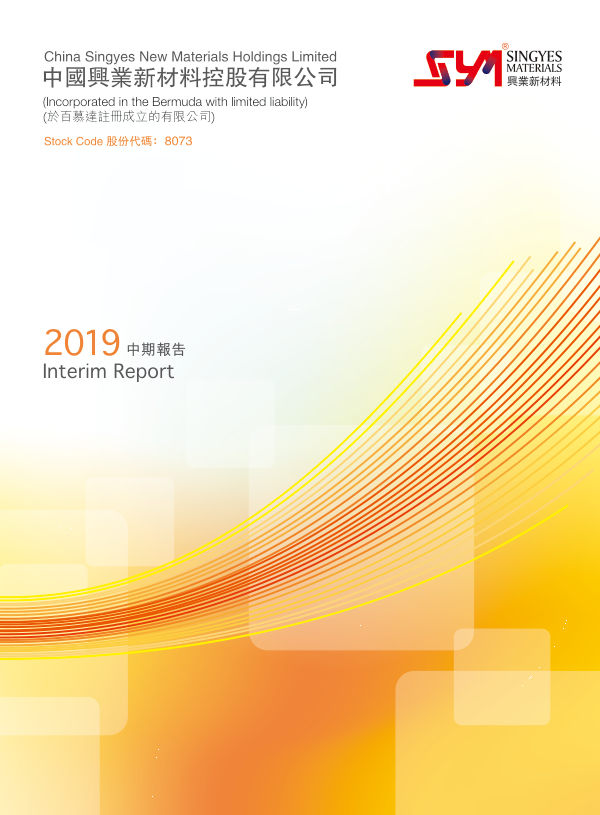 China Singyes New Materials Holdings Limited
中國興業新材料控股有限公司
(Incorporated in the Bermuda with limited liability)
(於百慕達註冊成立的有限公司)
Stock Code 股份代碼：8073
SYM®
SINGYES
MATERIALS
興業新材料
2019 中期報告
Interim Report